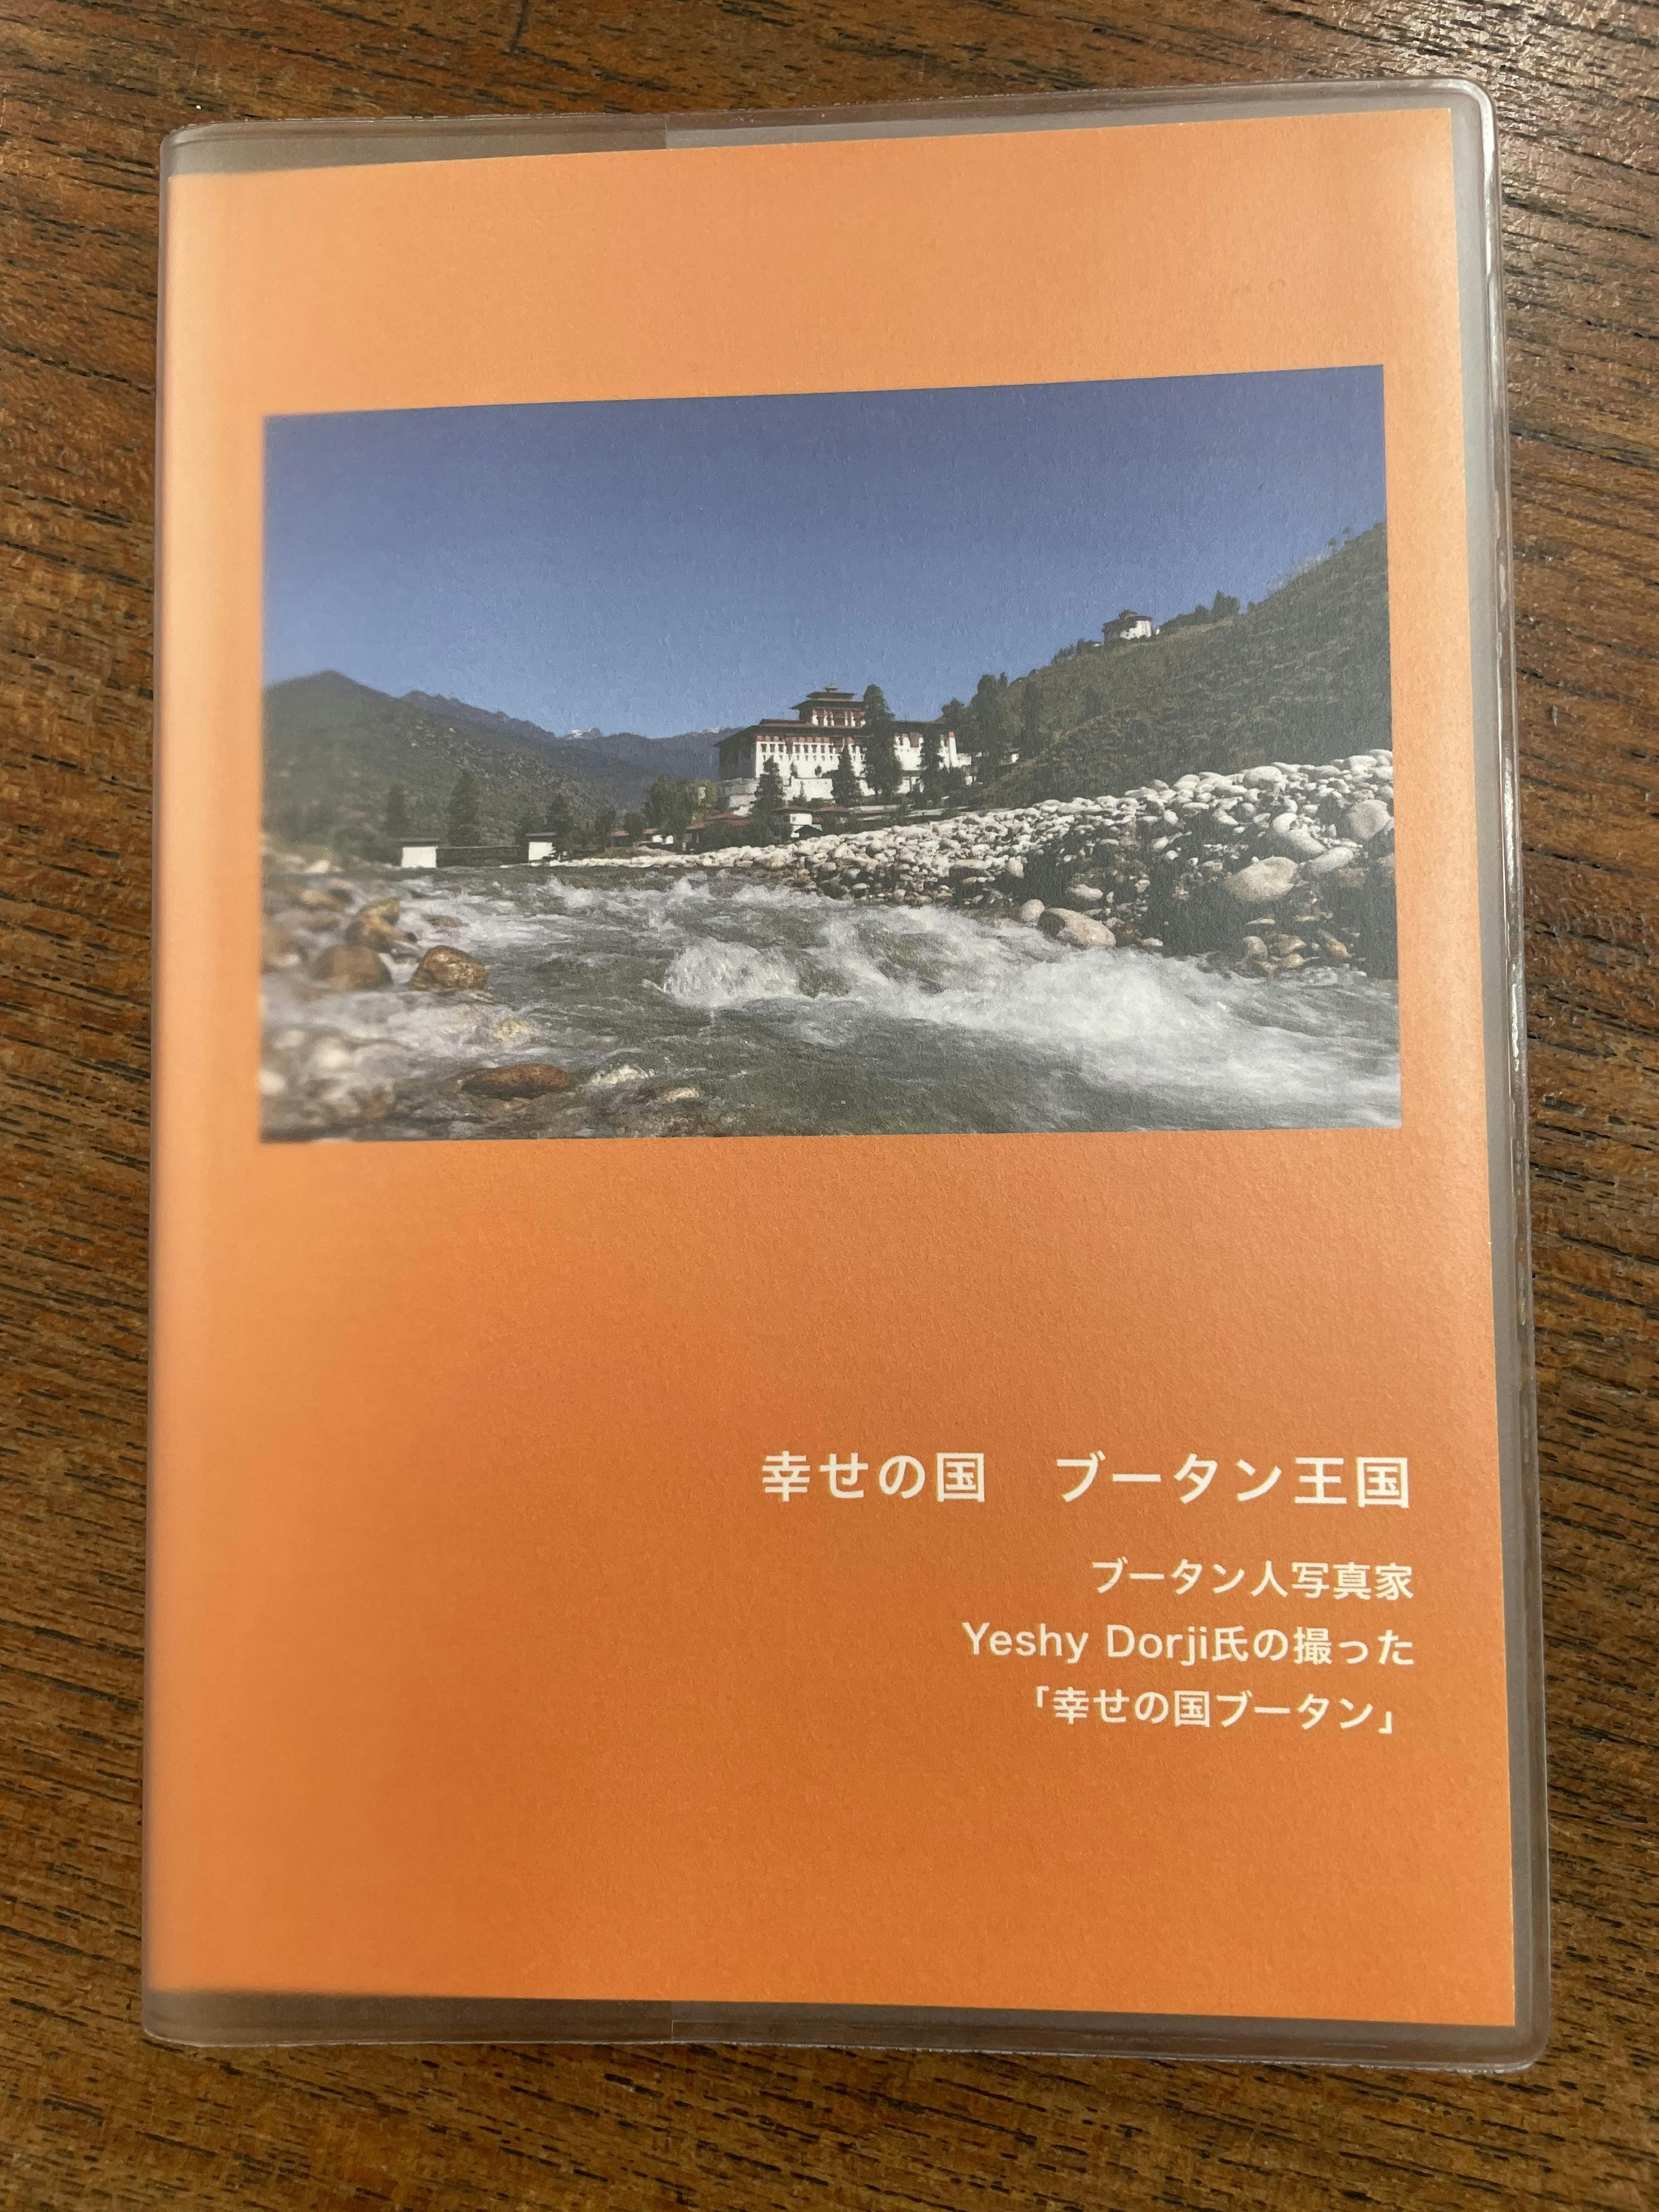 幸せの国　ブータン王国
ブータン人写真家
Yeshy Dorji氏の撮った
「幸せの国ブータン」